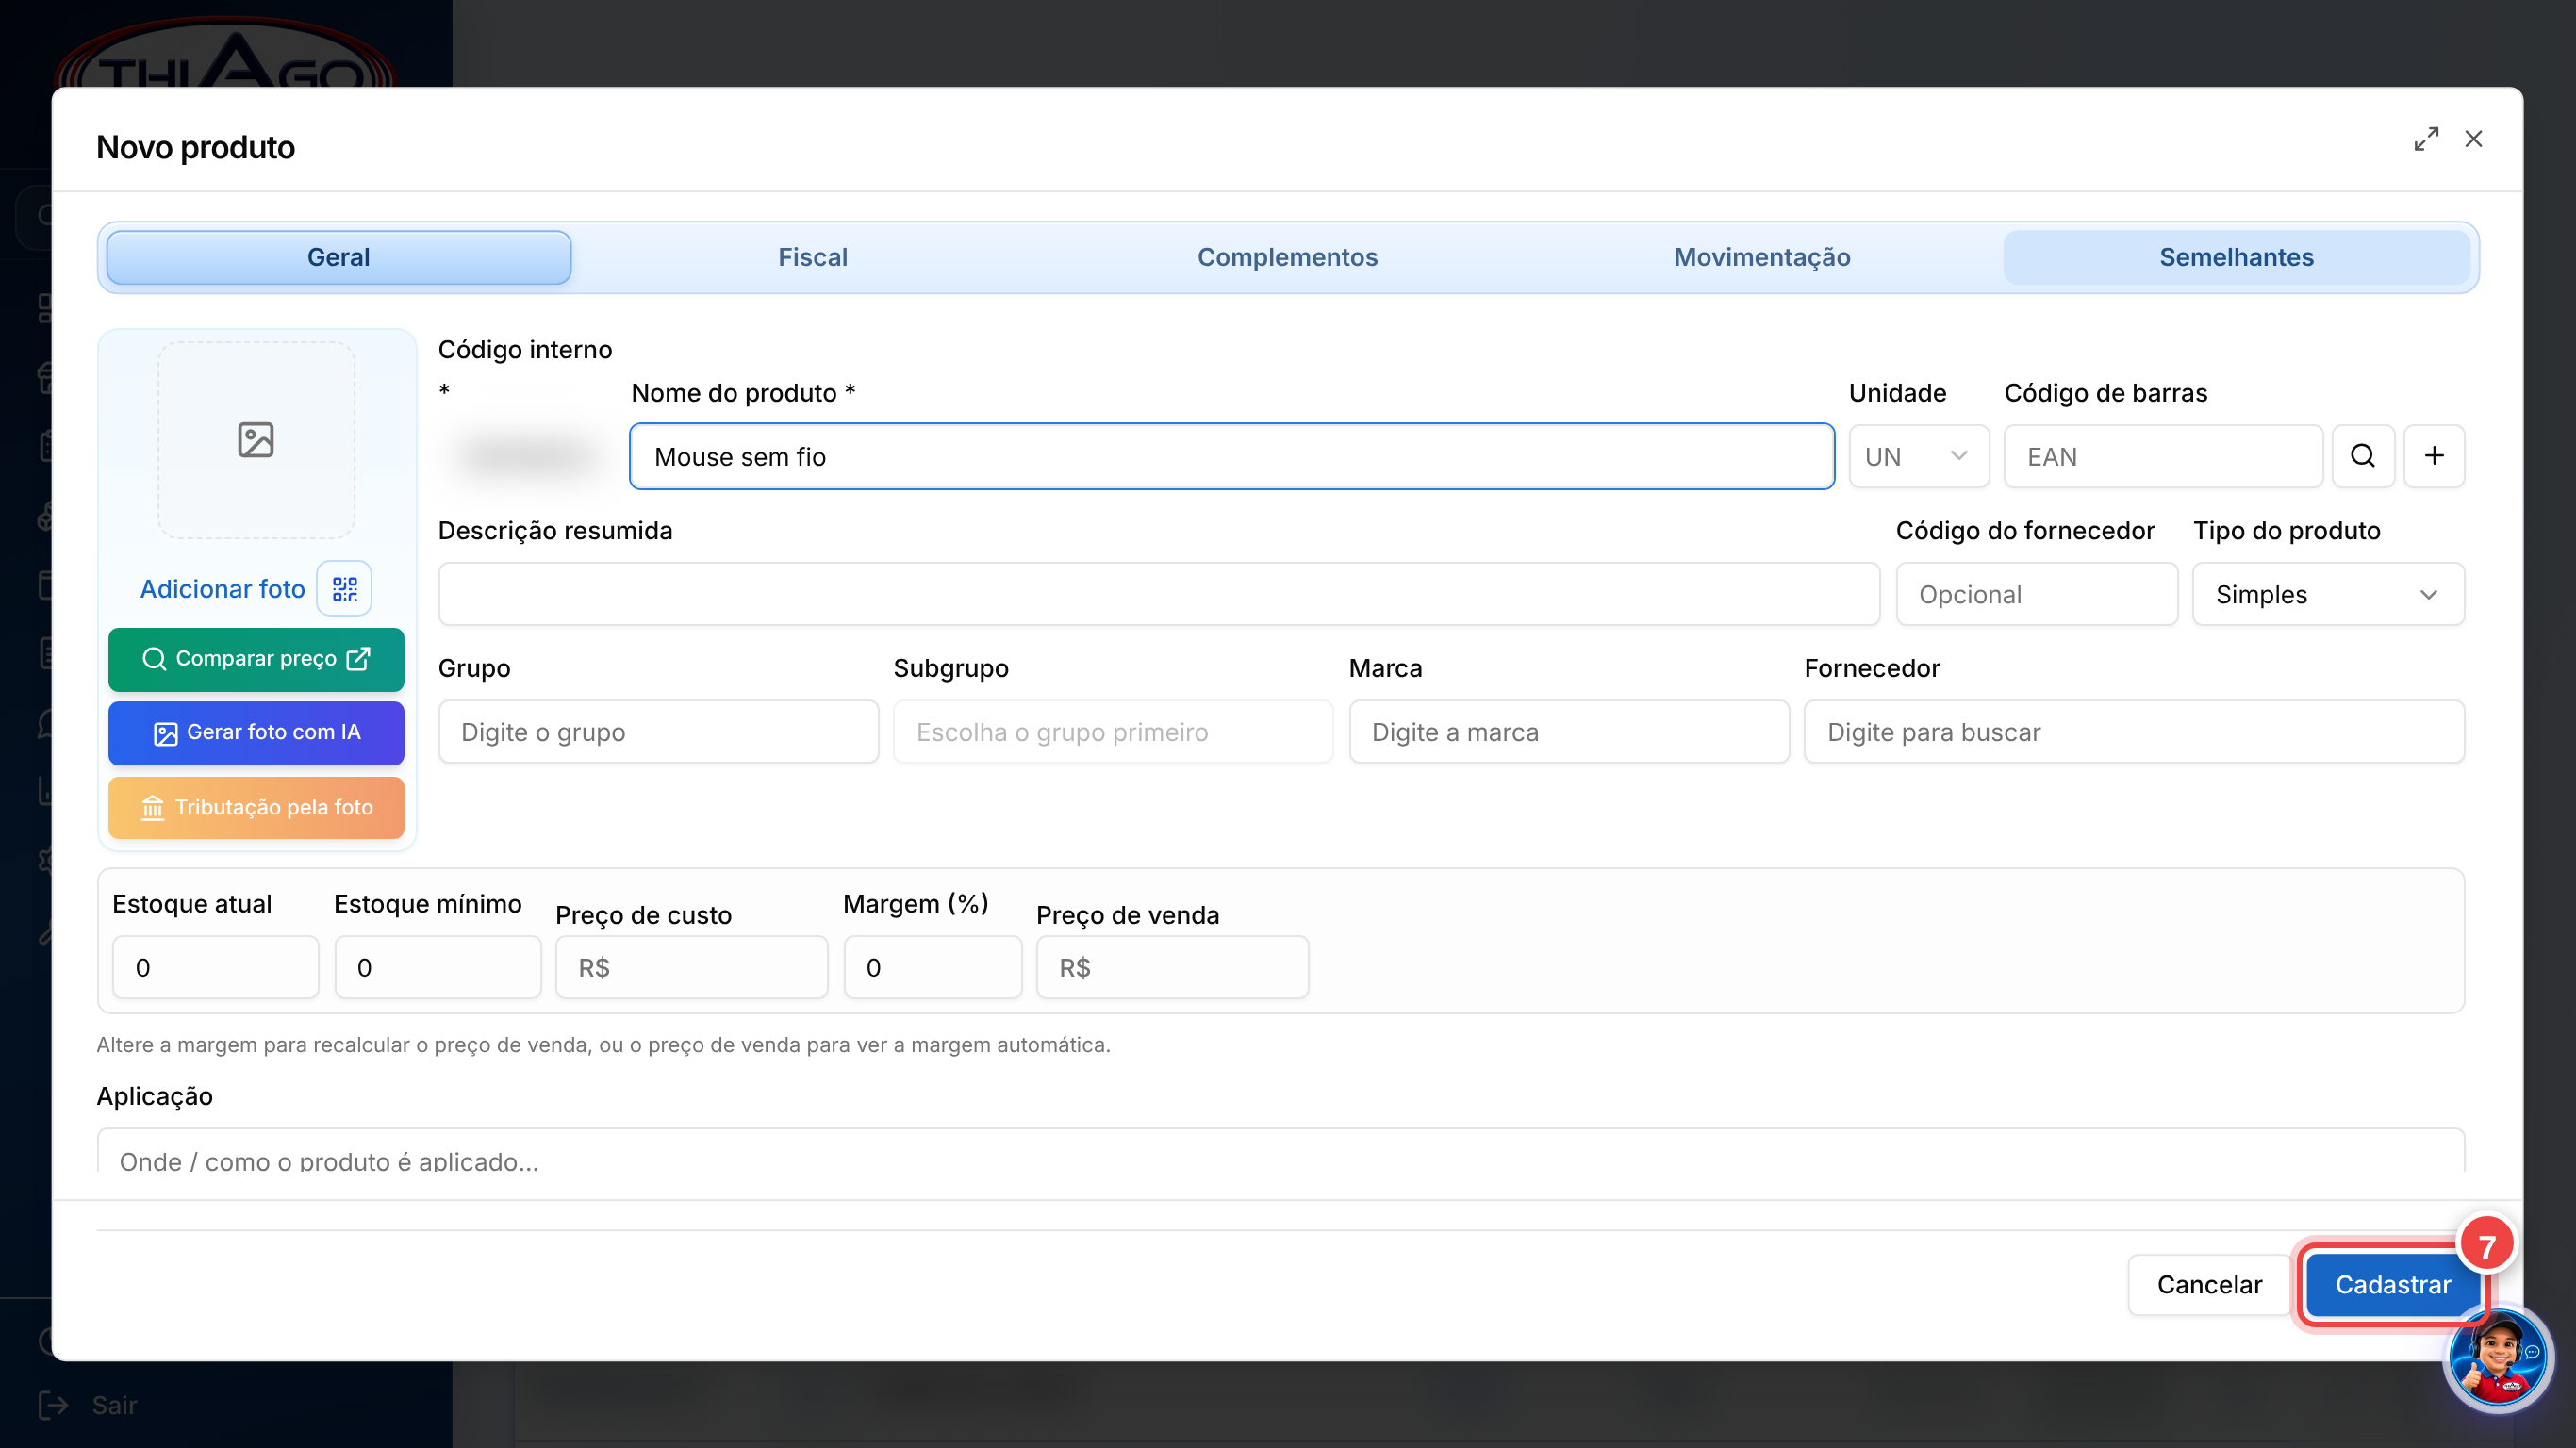 THIAGO
Novo produto
Geral
Fiscal
Complementos
Movimentação
Semelhantes
Código interno
*
Nome do produto *
Unidade
Código de barras
Mouse sem fio
UN
EAN
Descrição resumida
Código do fornecedor
Tipo do produto
Adicionar foto
Opcional
Simples
Comparar preço
Grupo
Subgrupo
Marca
Fornecedor
Gerar foto com IA
Digite o grupo
Escolha o grupo primeiro
Digite a marca
Digite para buscar
Tributação pela foto
Estoque atual
Estoque mínimo
Preço de custo
Margem (%)
Preço de venda
0
0
R$
0
R$
Altere a margem para recalcular o preço de venda, ou o preço de venda para ver a margem automática.
Aplicação
Onde / como o produto é aplicado...
7
Cancelar
Cadastrar
Sair